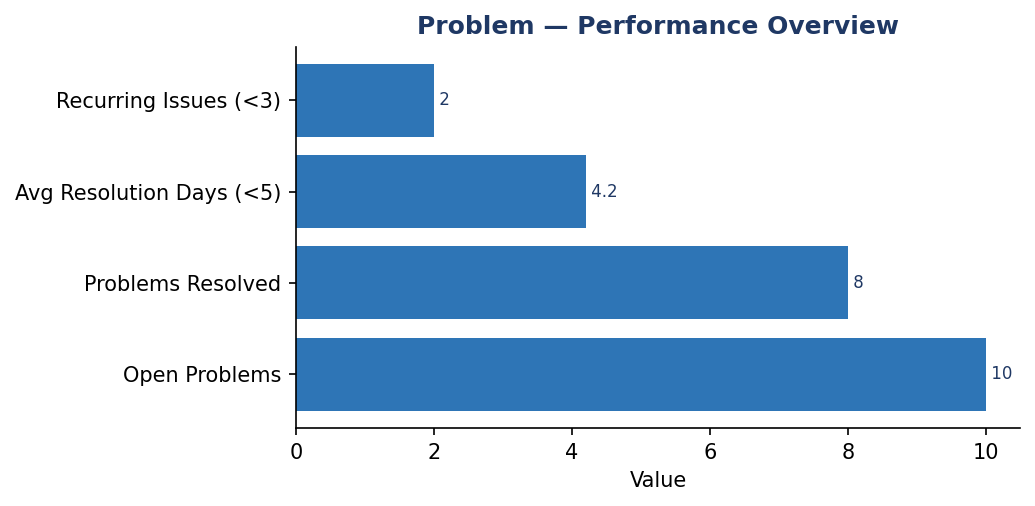 Problem — Performance Overview
Recurring Issues (<3)
2
Avg Resolution Days (<5)
4.2
Problems Resolved
8
Open Problems
10
0 2 4 6 8 10
Value